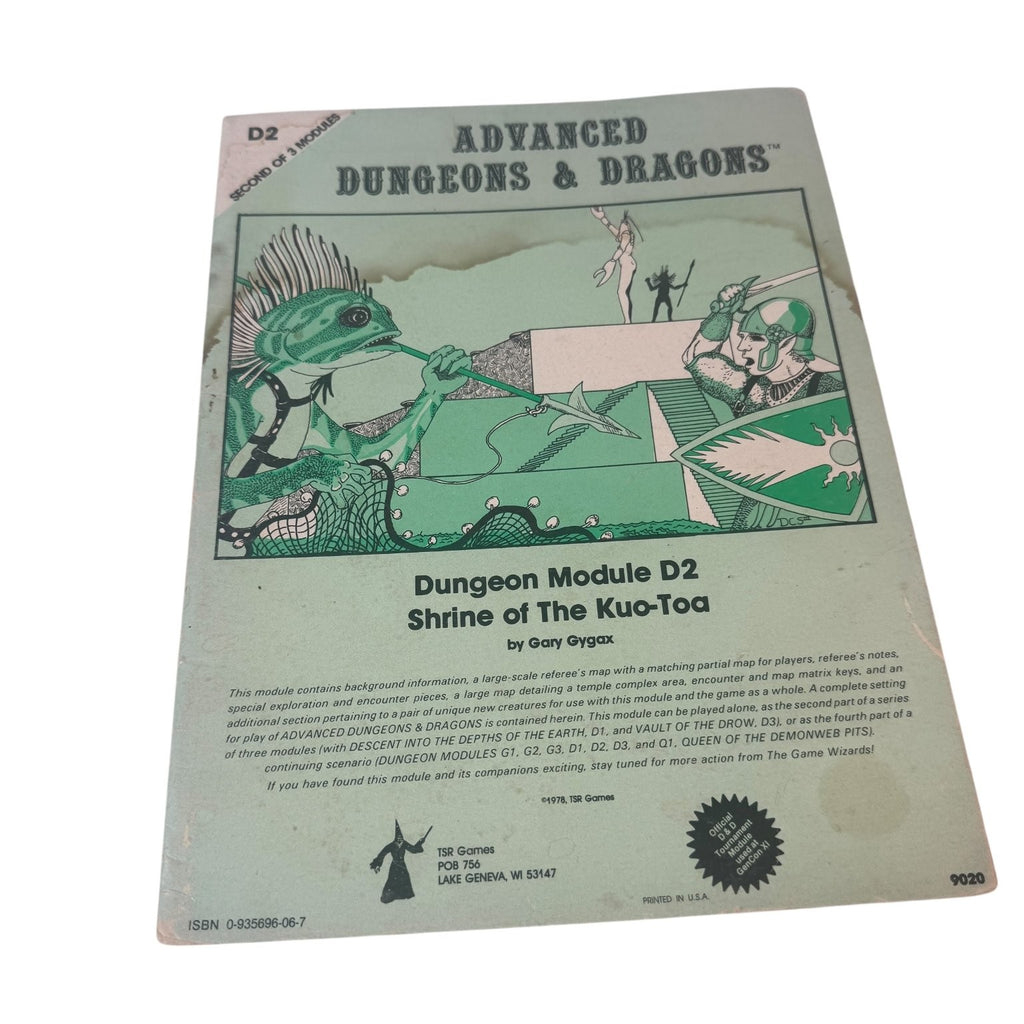 D2
SECOND OF 3 MODULES
ADVANCED
DUNGEONS & DRAGONS™
DCS
Dungeon Module D2
Shrine of The Kuo-Toa
by Gary Gygax
This module contains background information, a large-scale referee's map with a matching partial map for players, referee's notes,
special exploration and encounter pieces, a large map detailing a temple complex area, encounter and map matrix keys, and an
additional section pertaining to a pair of unique new creatures for use with this module and the game as a whole. A complete setting
for play of ADVANCED DUNGEONS & DRAGONS is contained herein. This module can be played alone, as the second part of a series
of three modules (with DESCENT INTO THE DEPTHS OF THE EARTH, D1, and VAULT OF THE DROW, D3), or as the fourth part of a
continuing scenario (DUNGEON MODULES G1, G2, G3, D1, D2, D3, and Q1, QUEEN OF THE DEMONWEB PITS).
If you have found this module and its companions exciting, stay tuned for more action from The Game Wizards!
©1978, TSR Games
TSR Games
POB 756
LAKE GENEVA, WI 53147
Official
D & D
Tournament
Module
used at
GenCon XI
PRINTED IN U.S.A.
9020
ISBN 0-935696-06-7